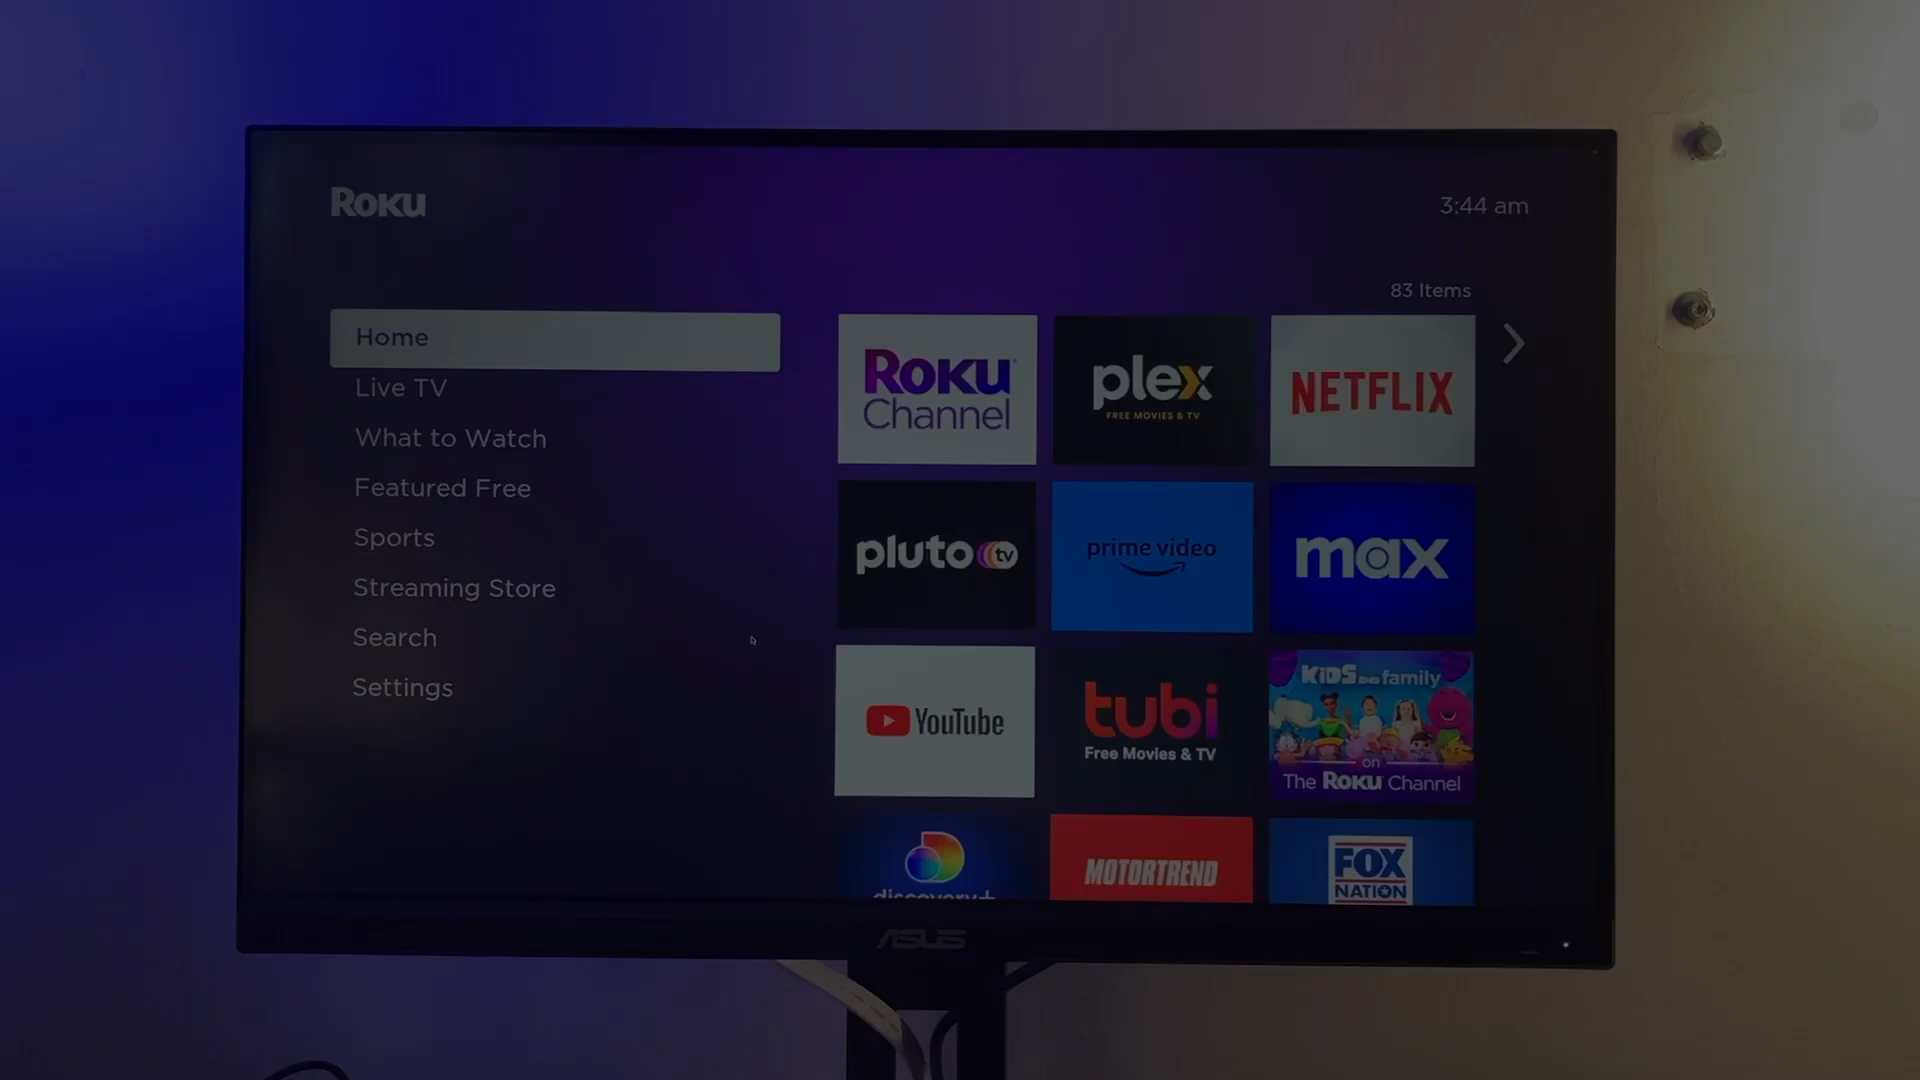 ROKU
3:44 am
83 Items
Home
Live TV
What to Watch
Featured Free
Sports
Streaming Store
Search
Settings
ROKU
Channel
plex
FREE MOVIES & TV
NETFLIX
pluto tv
prime video
max
YouTube
tubi
Free Movies & TV
KIDS and family
on
The ROKU Channel
discovery+
MOTORTREND
FOX
NATION
ASUS